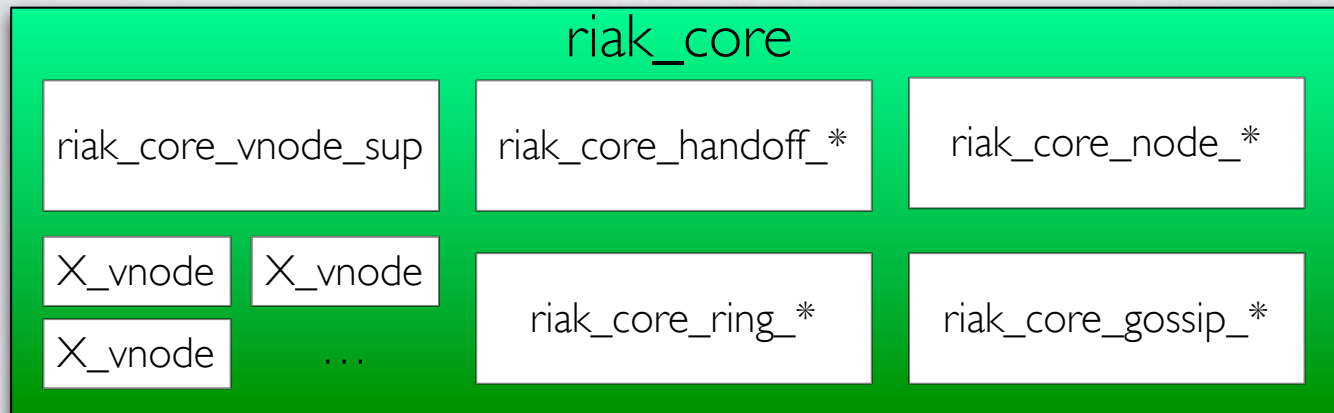 riak_core
riak_core_vnode_sup
riak_core_handoff_*
riak_core_node_*
X_vnode
X_vnode
X_vnode
...
riak_core_ring_*
riak_core_gossip_*